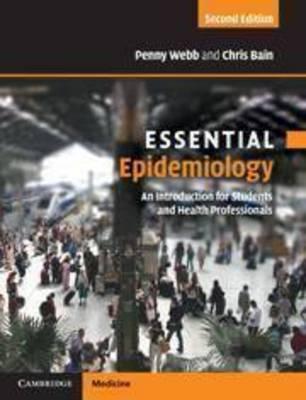 Second Edition
Penny Webb and Chris Bain
ESSENTIAL
Epidemiology
An Introduction for Students
and Health Professionals
CAMBRIDGE
Medicine